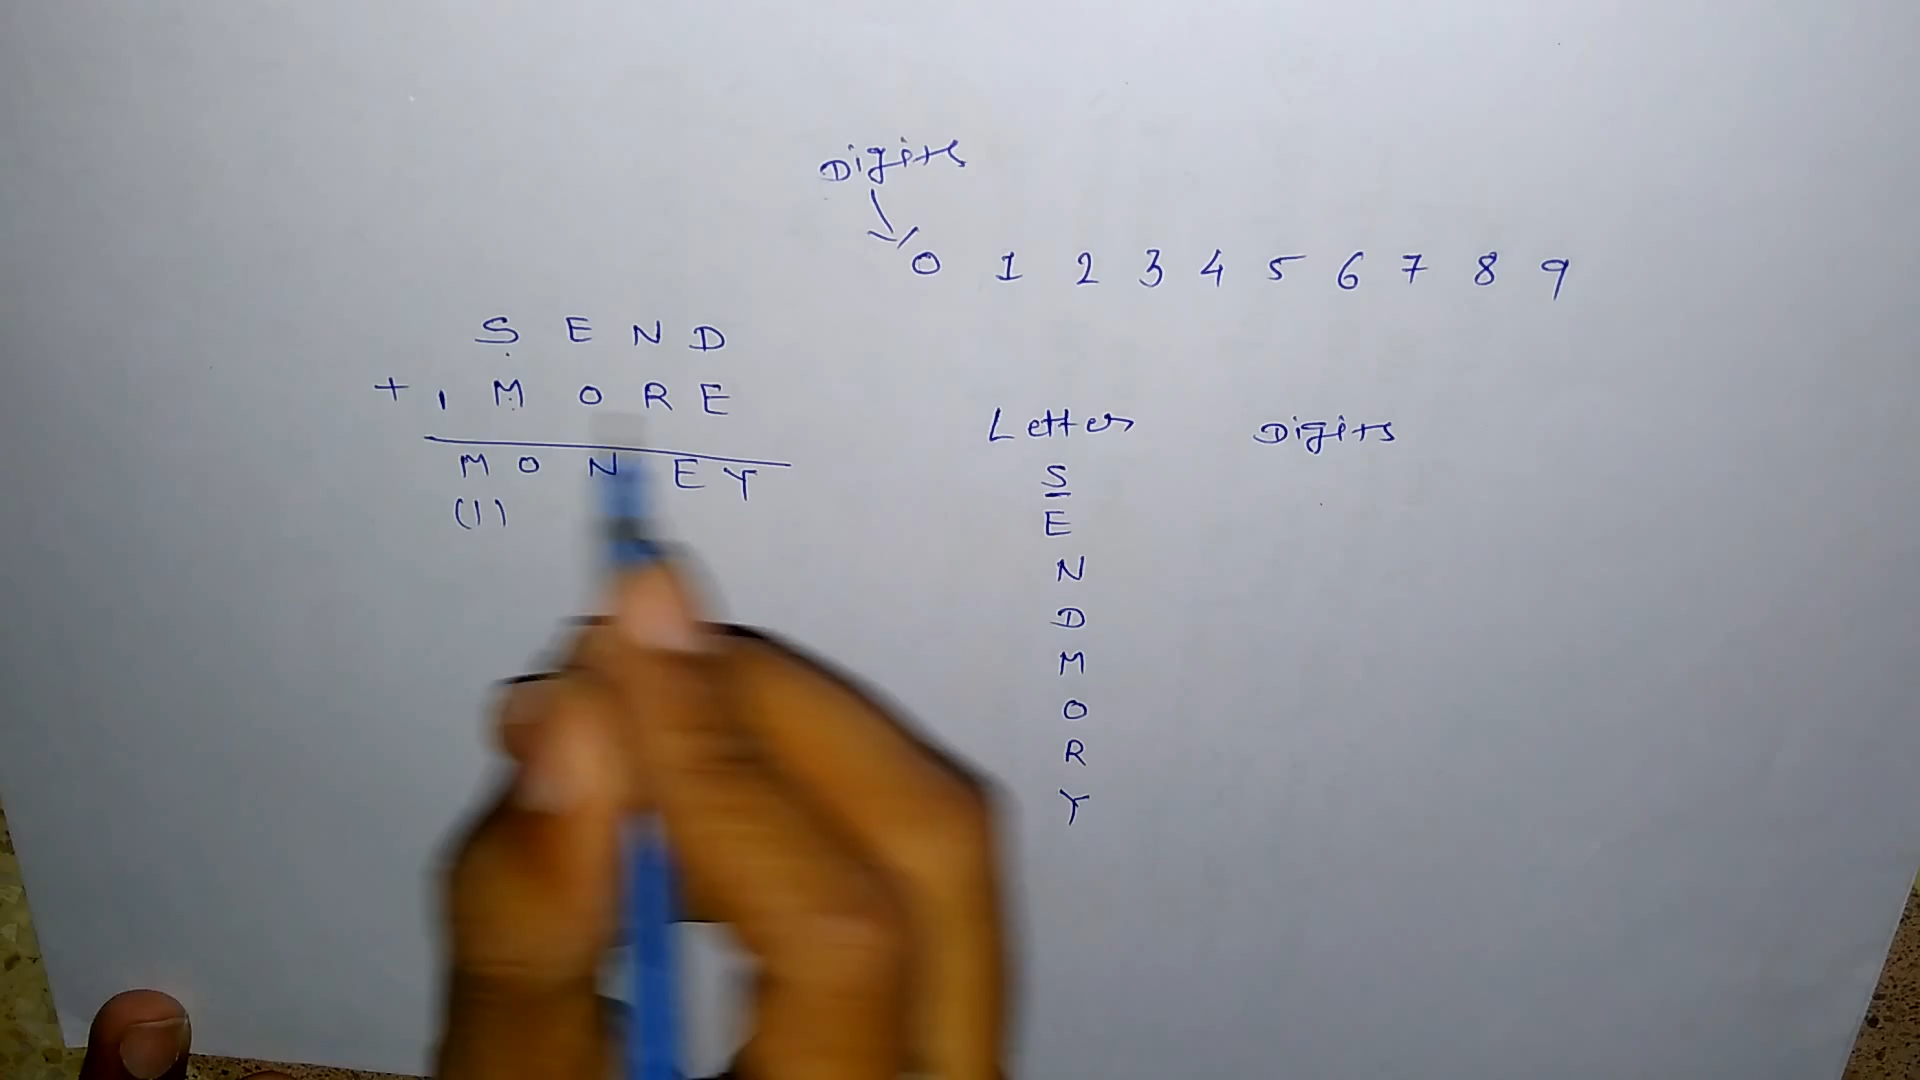 Digits
0 1 2 3 4 5 6 7 8 9
S E N D
+ 1 M O R E
M O N E Y
(1)
Letters Digits
S
E
N
D
M
O
R
Y